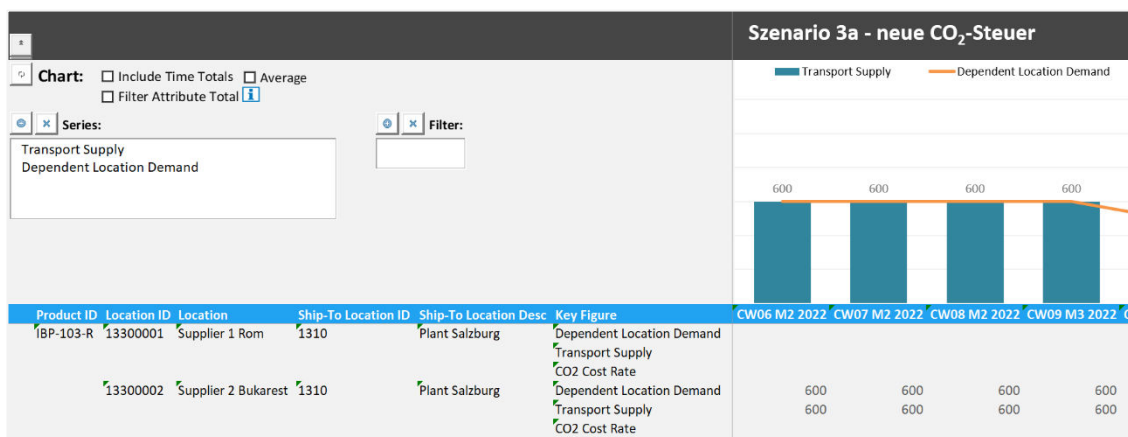 Szenario 3a - neue CO₂-Steuer
Chart: Include Time Totals Average
Filter Attribute Total i
Series: Filter:
Transport Supply
Dependent Location Demand
Transport Supply Dependent Location Demand
600 600 600 600
Product ID Location ID Location Ship-To Location ID Ship-To Location Desc Key Figure CW06 M2 2022 CW07 M2 2022 CW08 M2 2022 CW09 M3 2022
IBP-103-R 13300001 Supplier 1 Rom 1310 Plant Salzburg Dependent Location Demand
Transport Supply
CO2 Cost Rate
13300002 Supplier 2 Bukarest 1310 Plant Salzburg Dependent Location Demand 600 600 600 600
Transport Supply 600 600 600 600
CO2 Cost Rate